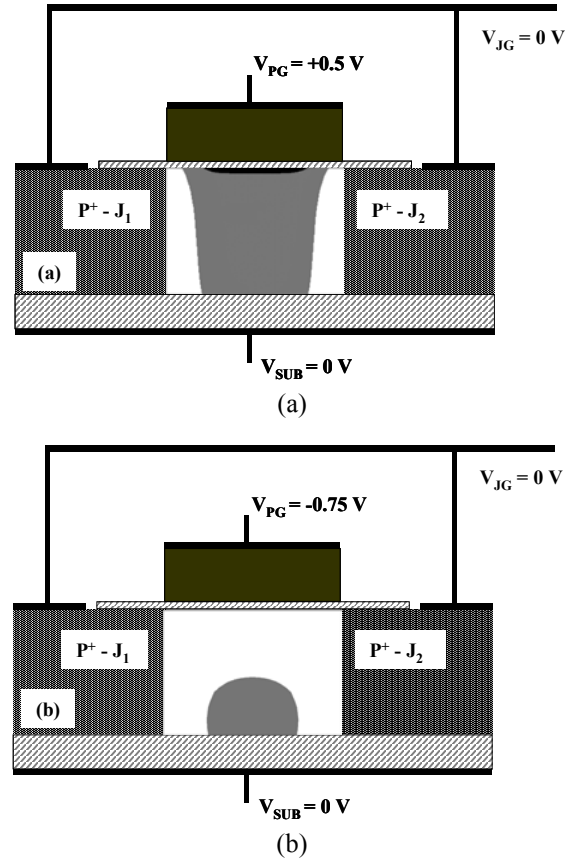 V_JG = 0 V
V_PG = +0.5 V
P⁺ - J₁
P⁺ - J₂
(a)
V_SUB = 0 V
(a)
V_JG = 0 V
V_PG = -0.75 V
P⁺ - J₁
P⁺ - J₂
(b)
V_SUB = 0 V
(b)